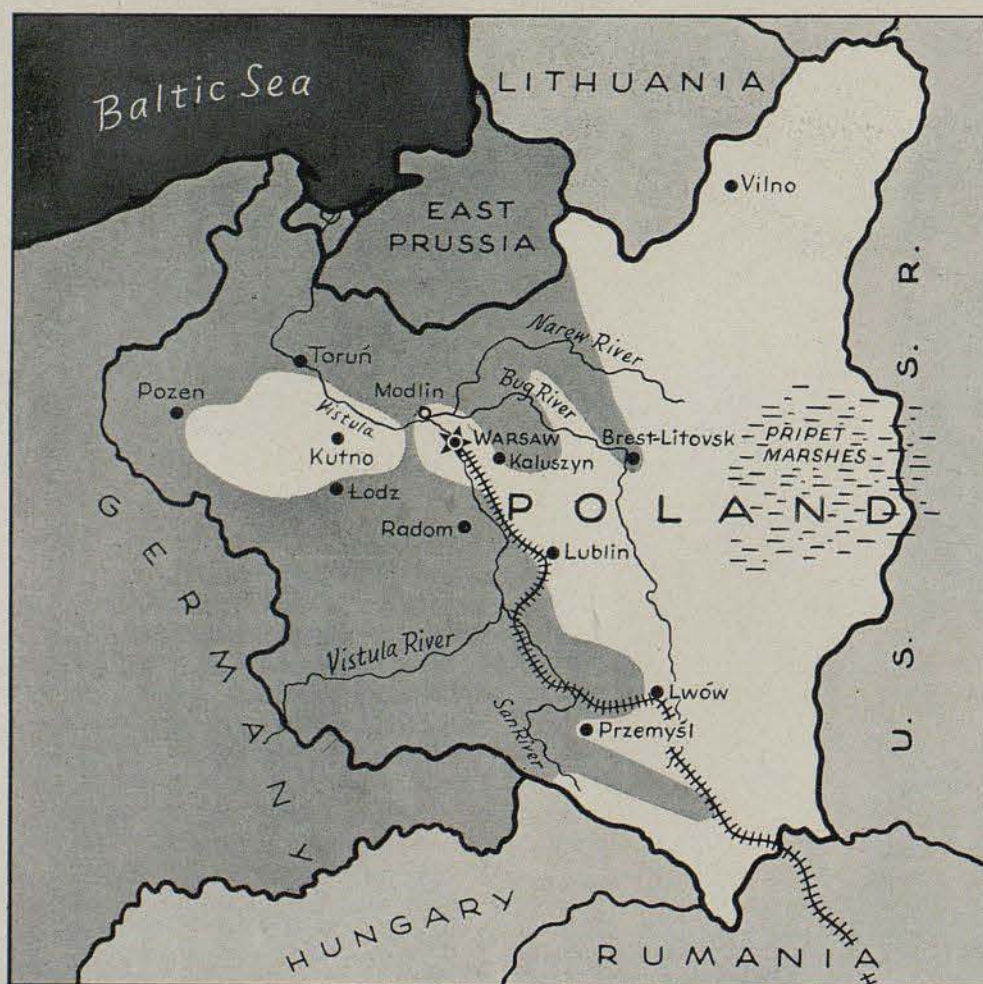 Baltic Sea
LITHUANIA
Vilno
EAST
PRUSSIA
U. S. S. R.
Narew River
Toruń
Bug River
Pozen
Modlin
Vistula
WARSAW
Brest-Litovsk
PRIPET
MARSHES
Kutno
Kaluszyn
Łodz
POLAND
Radom
Lublin
GERMANY
Vistula River
Lwów
San River
Przemyśl
HUNGARY
RUMANIA